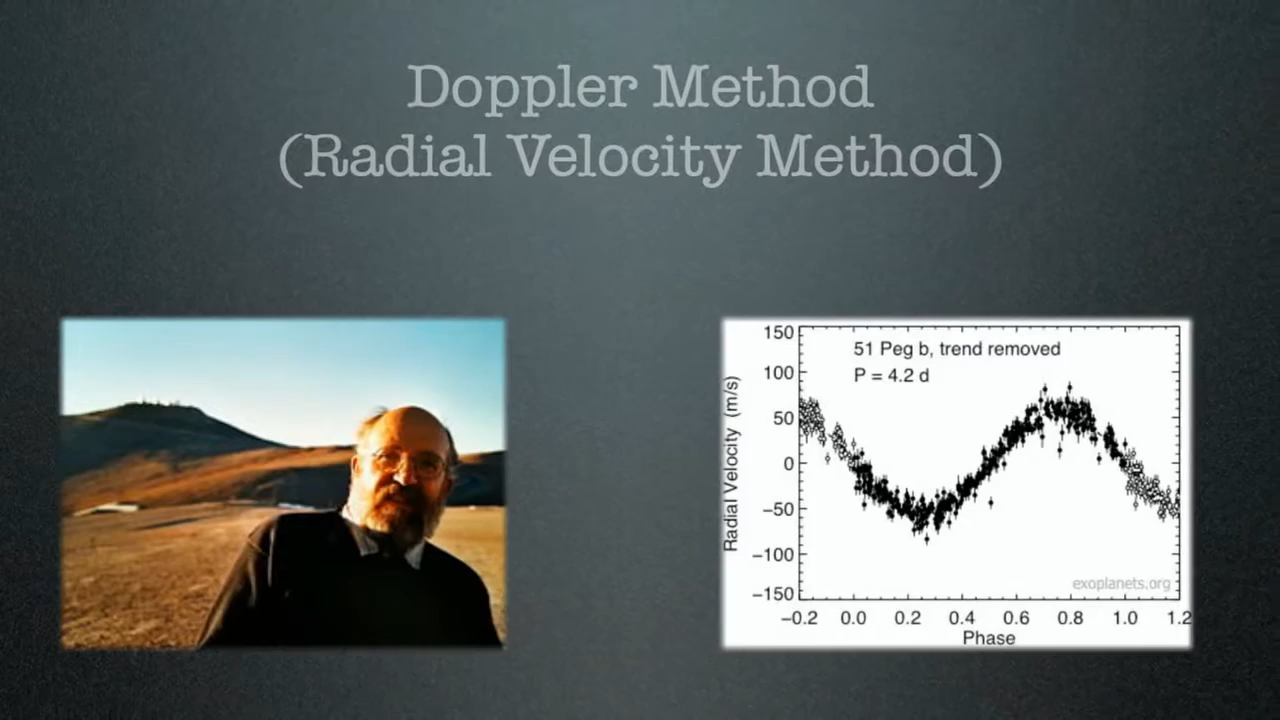 Doppler Method
(Radial Velocity Method)
51 Peg b, trend removed
P = 4.2 d
150
100
50
0
−50
−100
−150
Radial Velocity (m/s)
exoplanets.org
−0.2 0.0 0.2 0.4 0.6 0.8 1.0 1.2
Phase